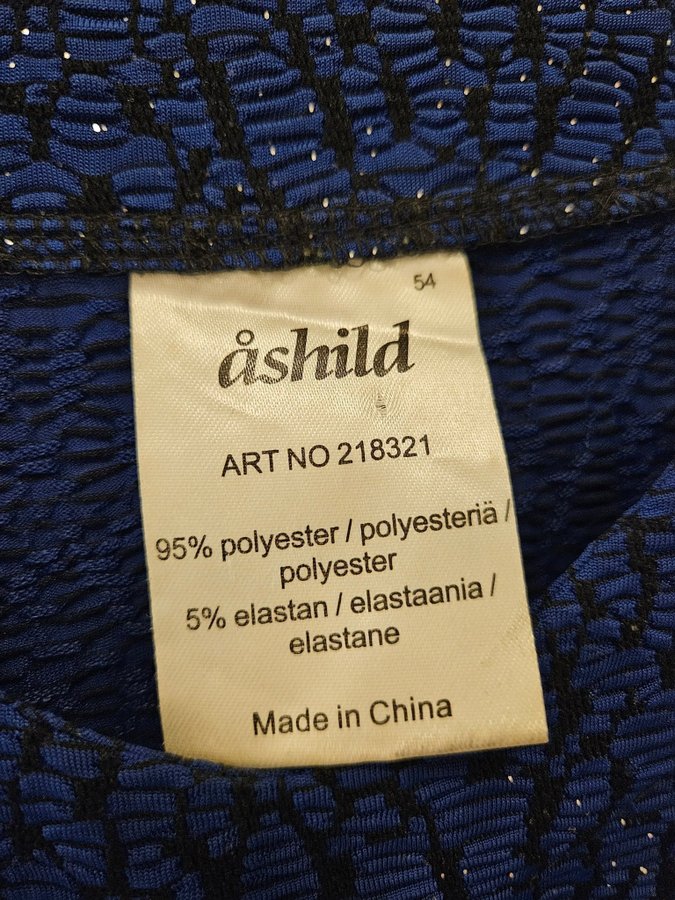 54
åshild
ART NO 218321
95% polyester / polyesteriä /
polyester
5% elastan / elastaania /
elastane
Made in China